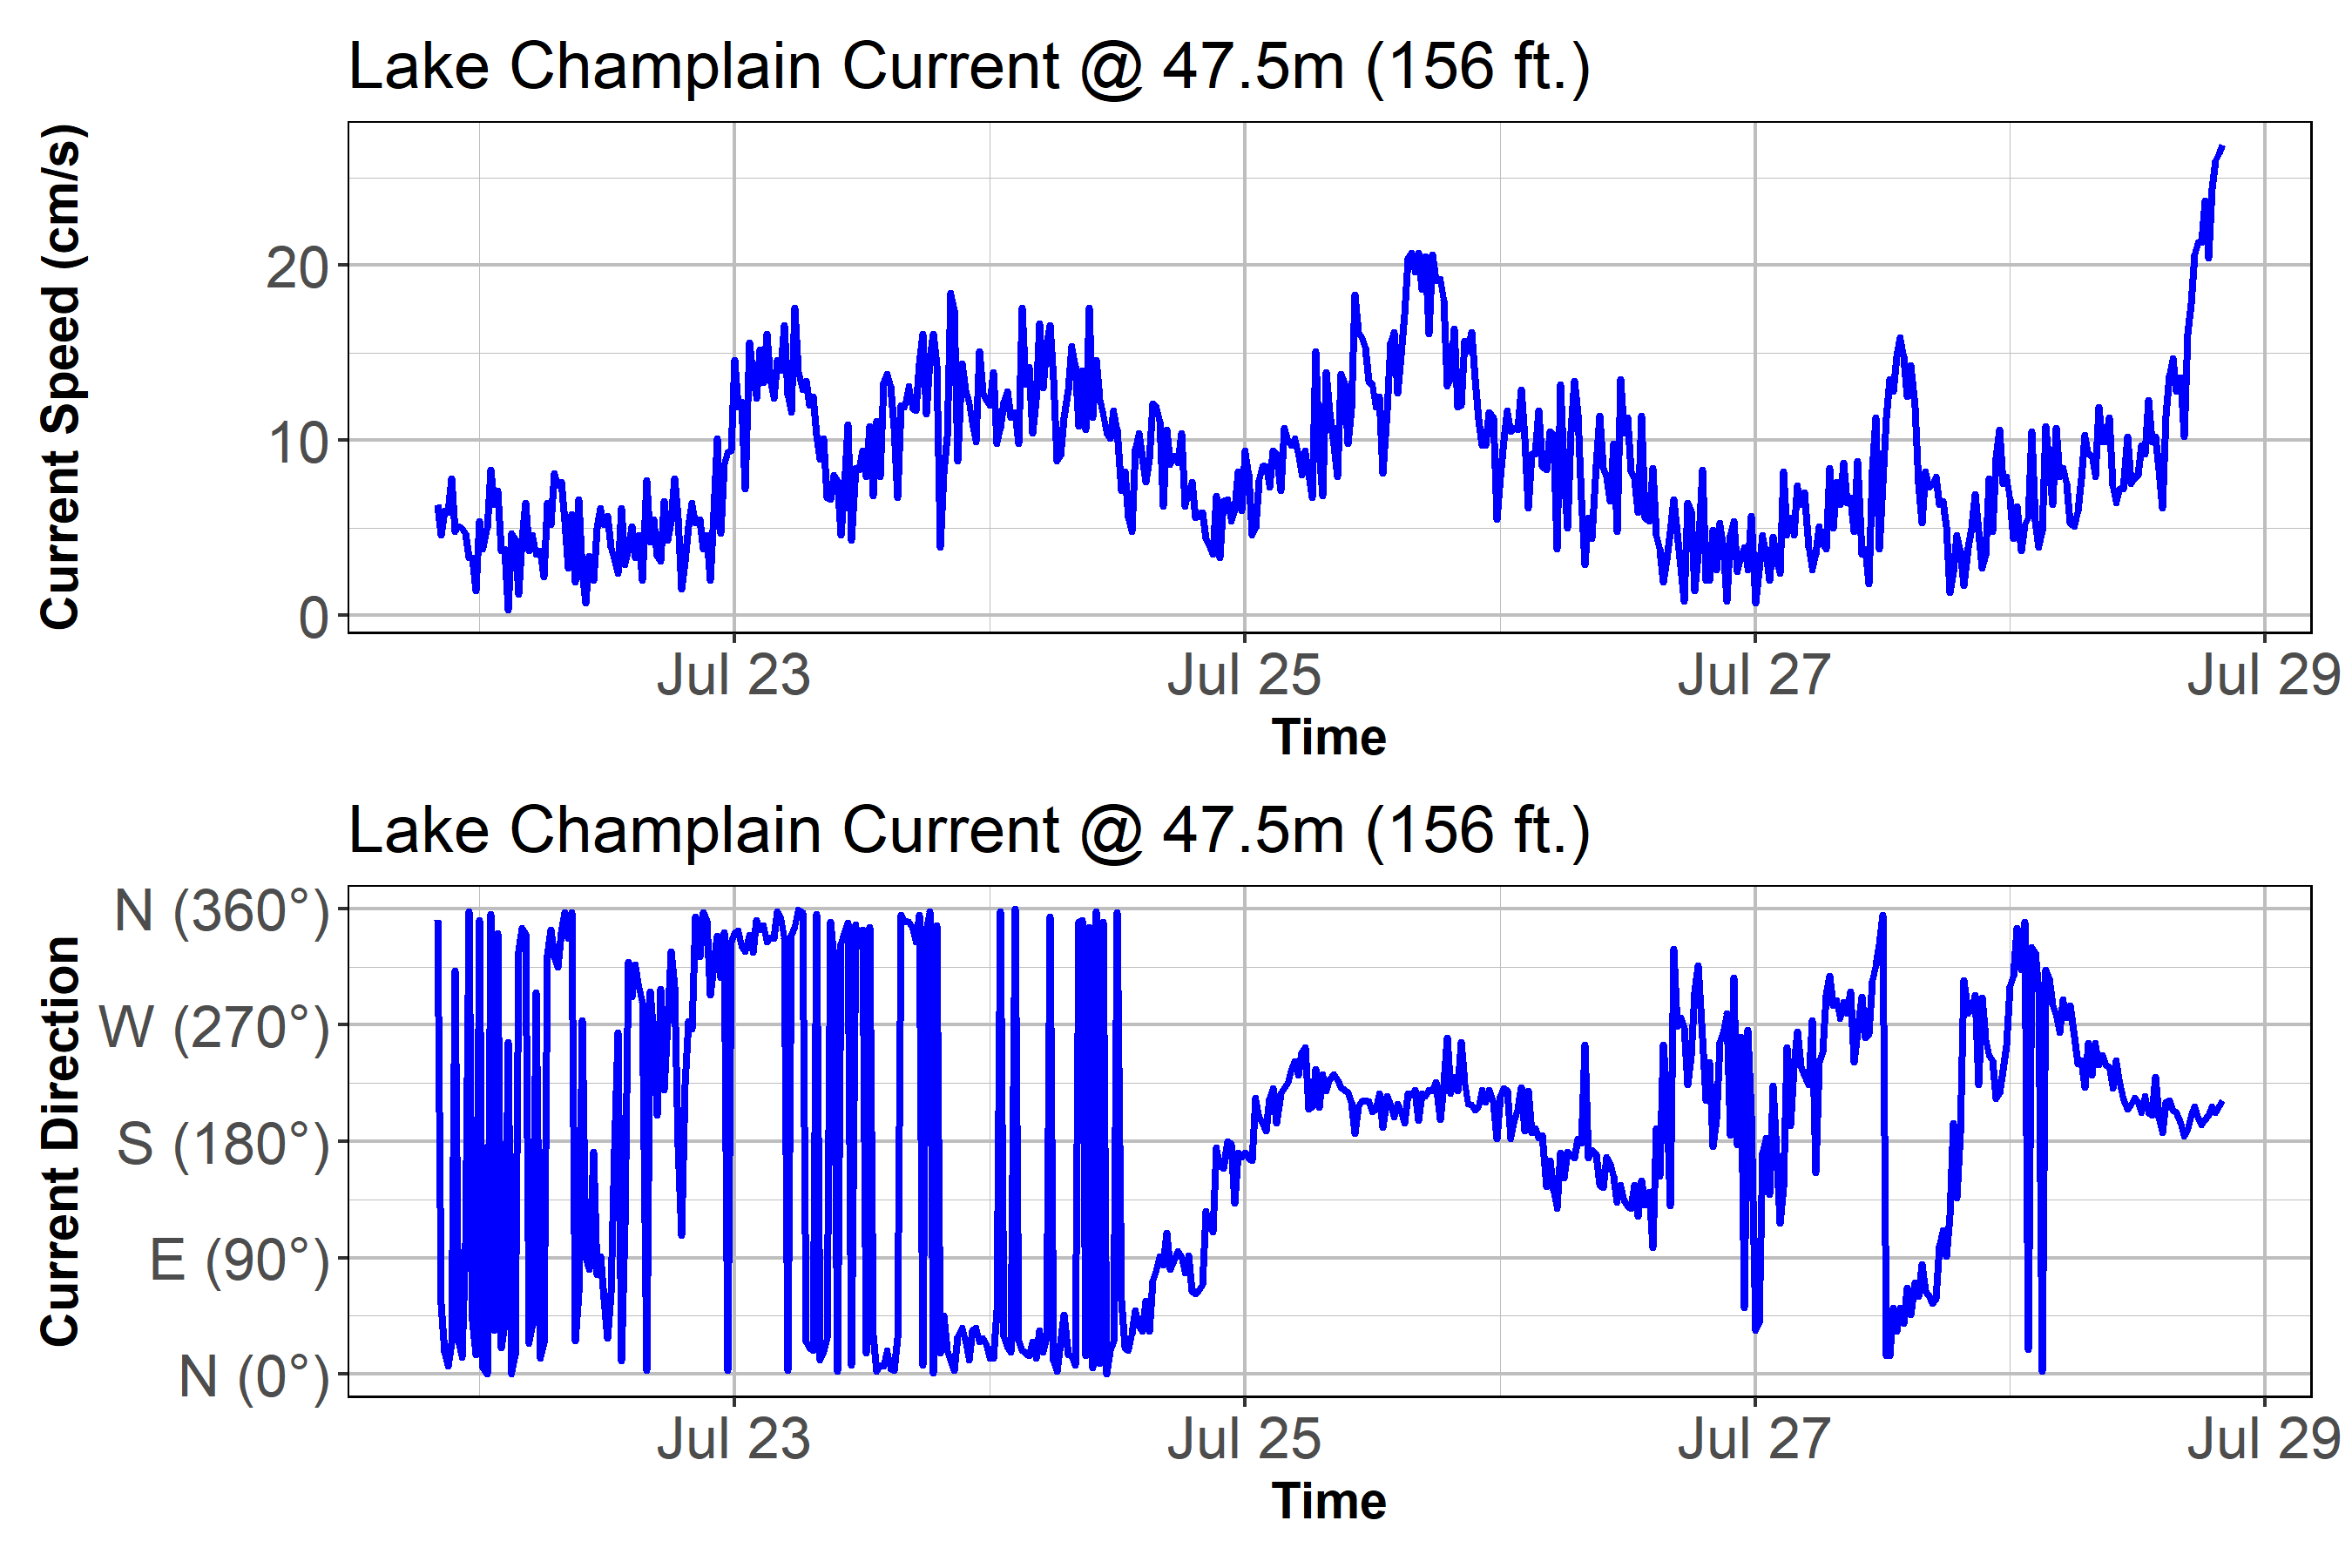 Lake Champlain Current @ 47.5m (156 ft.)
Current Speed (cm/s)
20
10
0
Jul 23 Jul 25 Jul 27 Jul 29
Time
Lake Champlain Current @ 47.5m (156 ft.)
Current Direction
N (360°)
W (270°)
S (180°)
E (90°)
N (0°)
Jul 23 Jul 25 Jul 27 Jul 29
Time